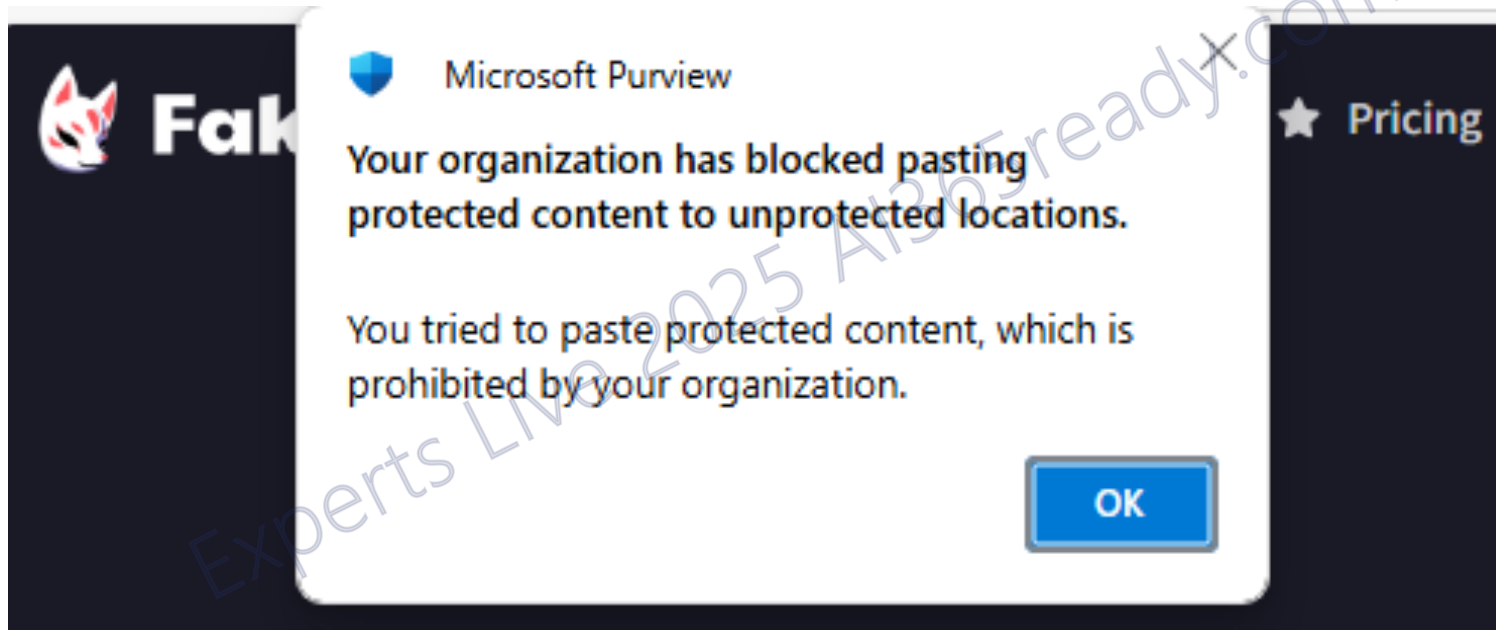 Microsoft Purview
Fak
Pricing
Your organization has blocked pasting
protected content to unprotected locations.
You tried to paste protected content, which is
prohibited by your organization.
OK
Experts Live 2025 AI365ready.com